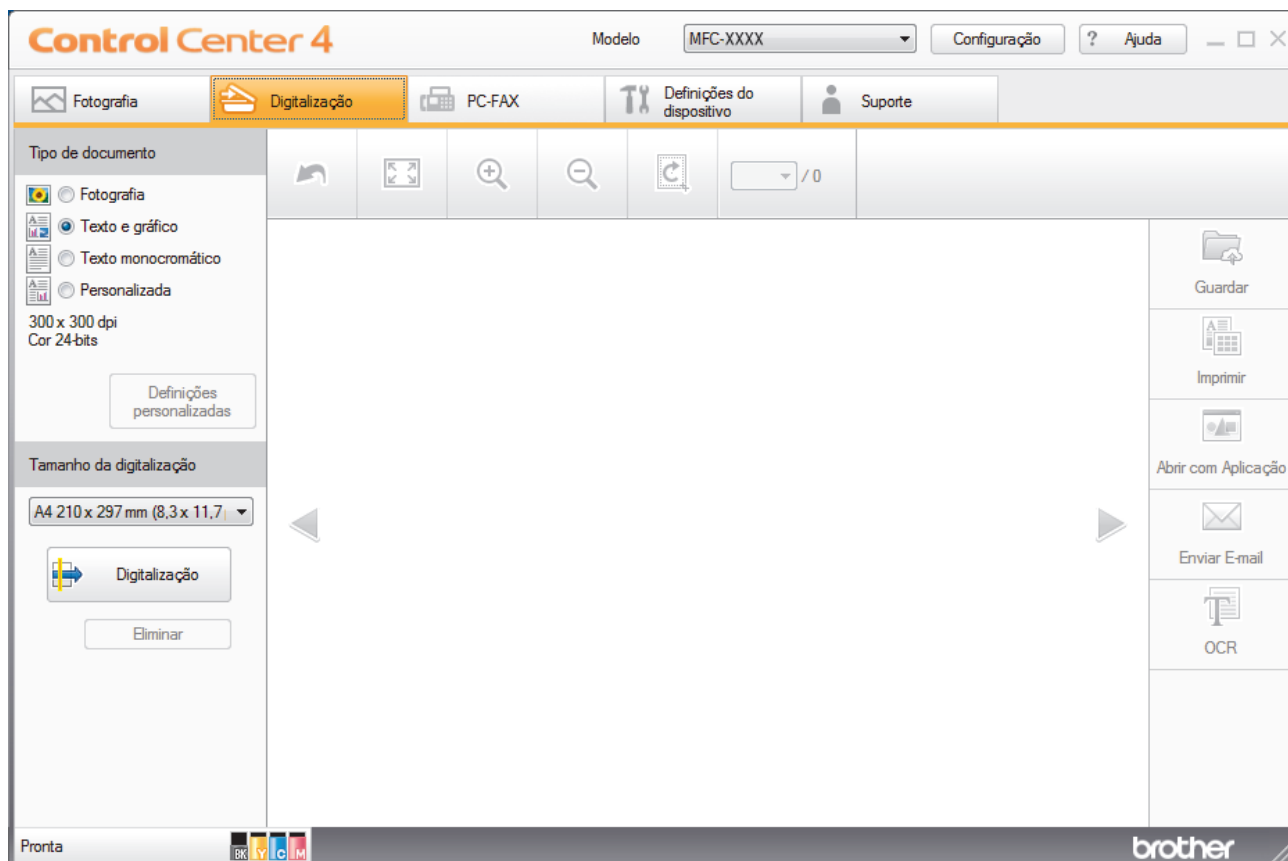 Control Center 4
Modelo
MFC-XXXX
Configuração
? Ajuda
Fotografia
Digitalização
PC-FAX
Definições do
dispositivo
Suporte
Tipo de documento
Fotografia
Texto e gráfico
Texto monocromático
Personalizada
300 x 300 dpi
Cor 24-bits
Definições
personalizadas
Tamanho da digitalização
A4 210 x 297 mm (8,3 x 11,7
Digitalização
Eliminar
/ 0
Guardar
Imprimir
Abrir com Aplicação
Enviar E-mail
OCR
Pronta
BK Y C M
brother